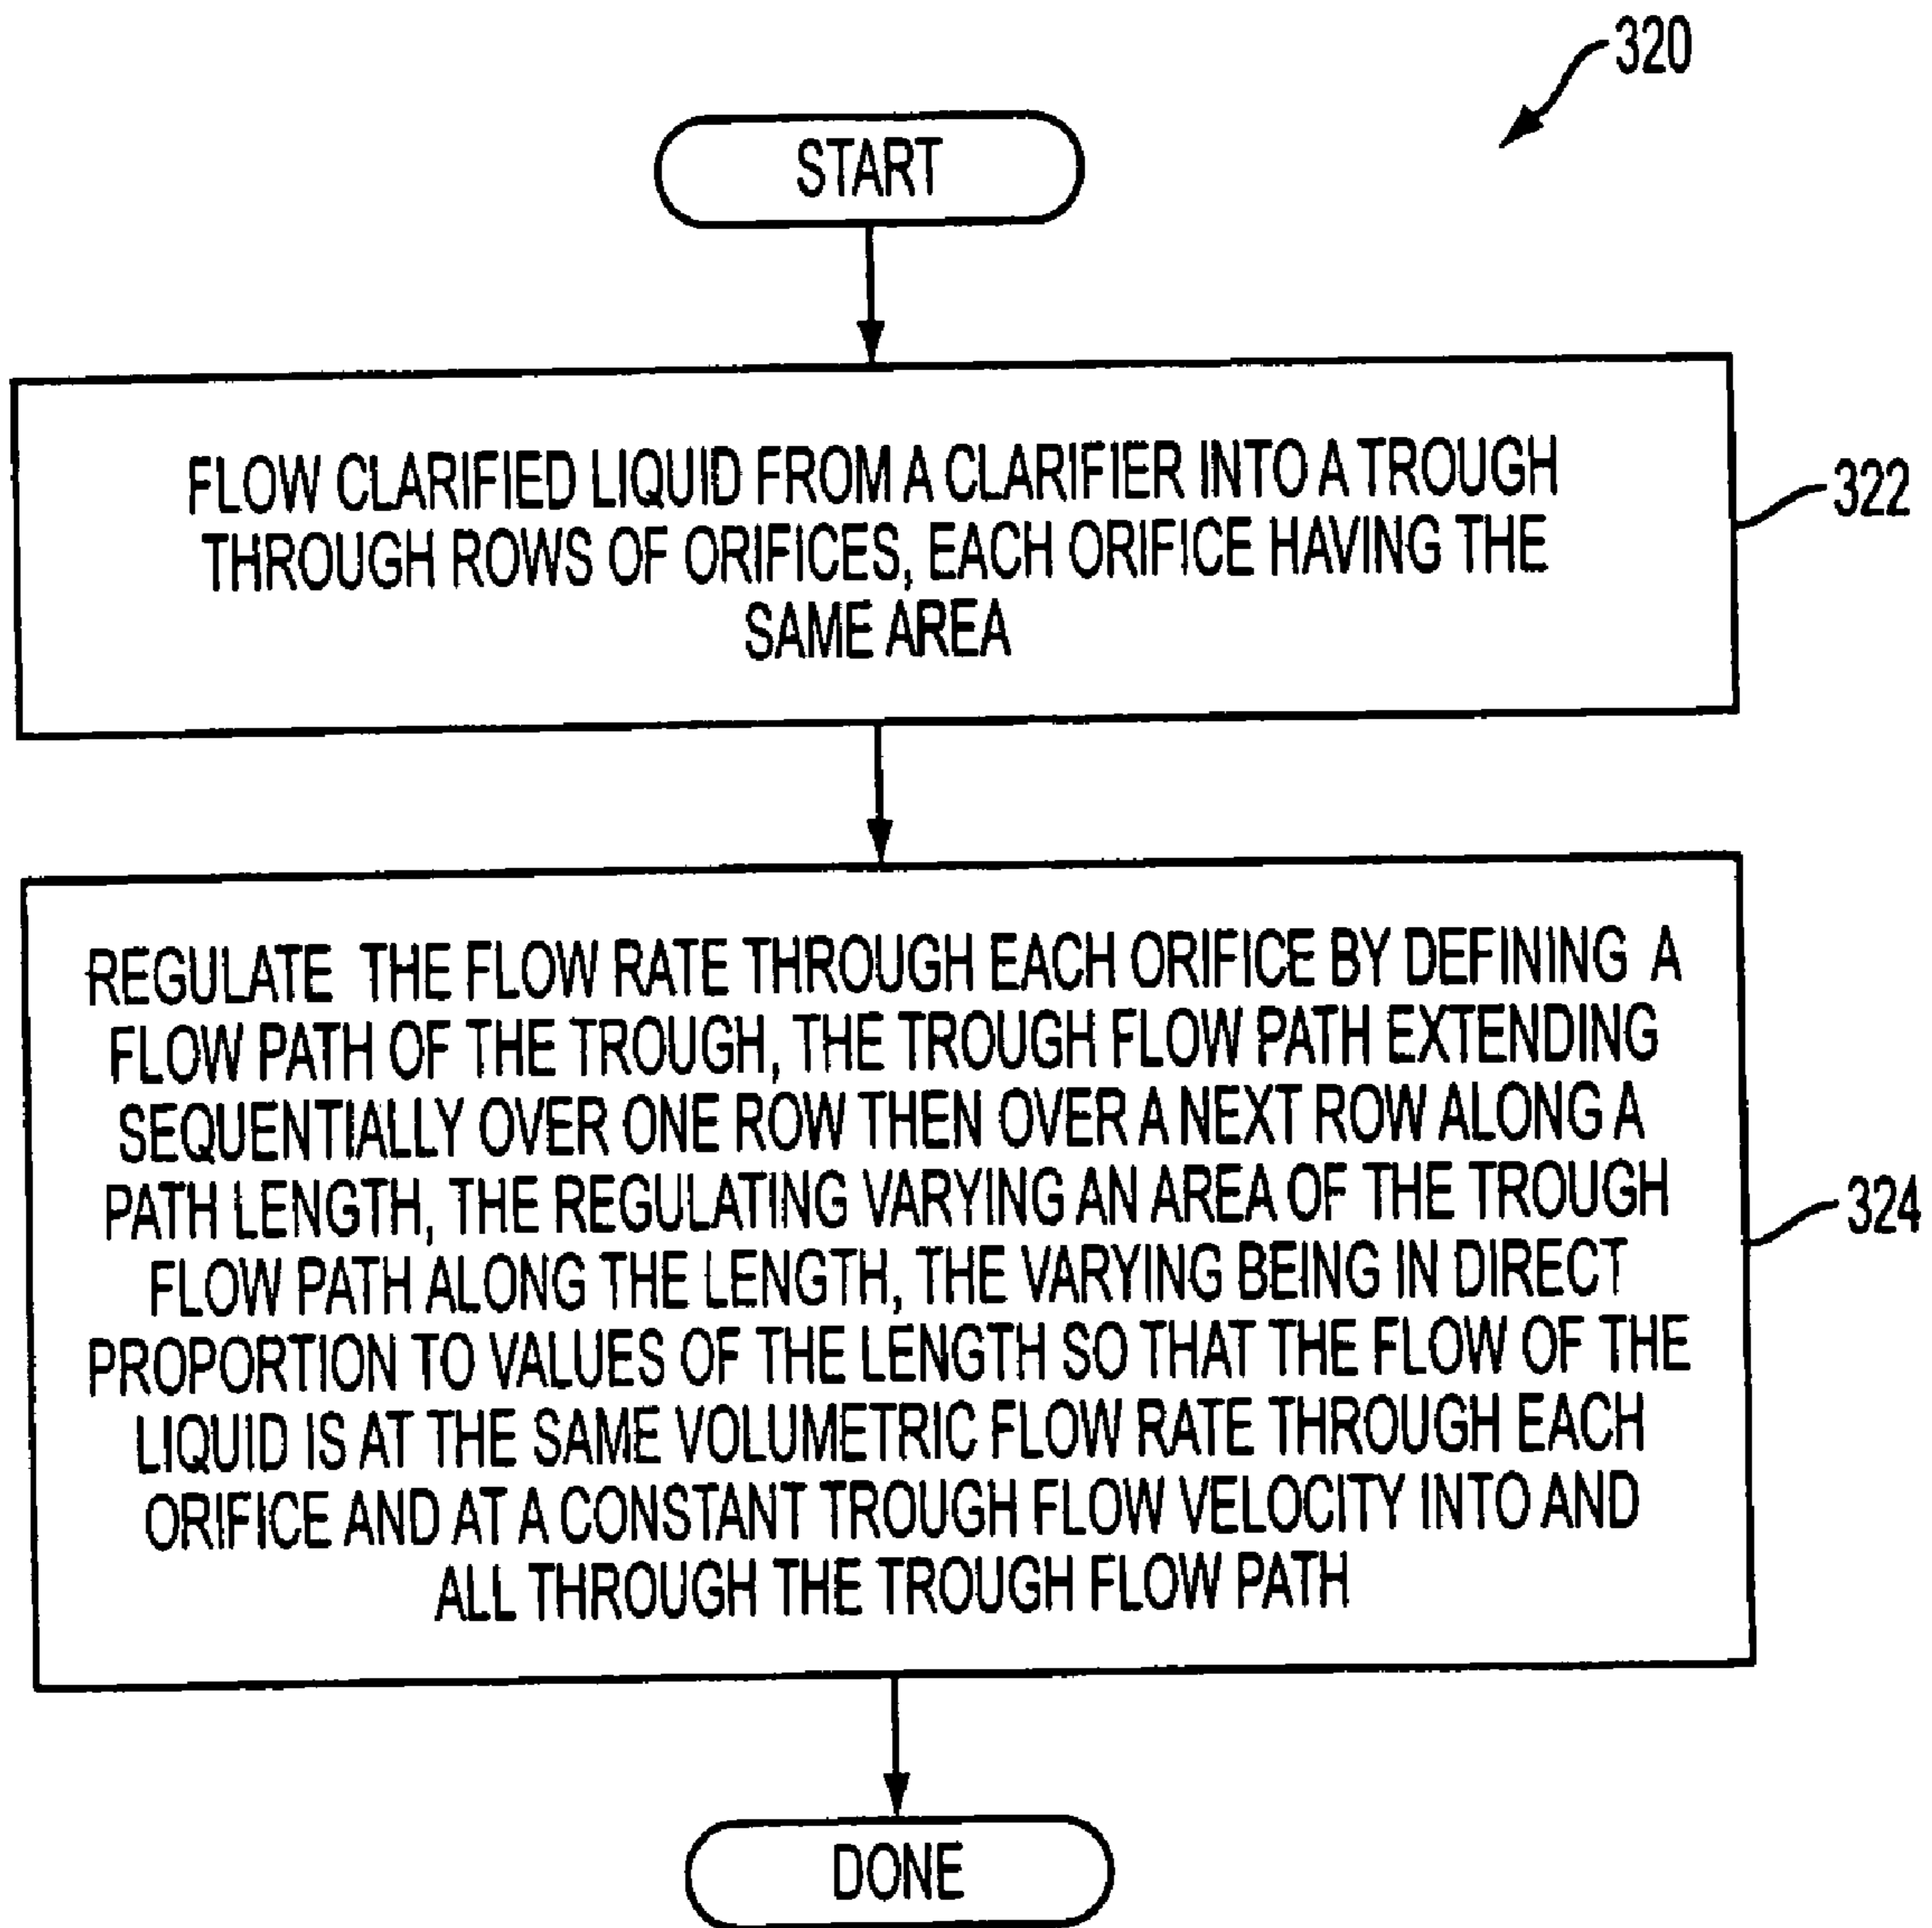 320
START
FLOW CLARIFIED LIQUID FROM A CLARIFIER INTO A TROUGH
THROUGH ROWS OF ORIFICES, EACH ORIFICE HAVING THE
SAME AREA
322
REGULATE THE FLOW RATE THROUGH EACH ORIFICE BY DEFINING A
FLOW PATH OF THE TROUGH, THE TROUGH FLOW PATH EXTENDING
SEQUENTIALLY OVER ONE ROW THEN OVER A NEXT ROW ALONG A
PATH LENGTH, THE REGULATING VARYING AN AREA OF THE TROUGH
FLOW PATH ALONG THE LENGTH, THE VARYING BEING IN DIRECT
PROPORTION TO VALUES OF THE LENGTH SO THAT THE FLOW OF THE
LIQUID IS AT THE SAME VOLUMETRIC FLOW RATE THROUGH EACH
ORIFICE AND AT A CONSTANT TROUGH FLOW VELOCITY INTO AND
ALL THROUGH THE TROUGH FLOW PATH
324
DONE